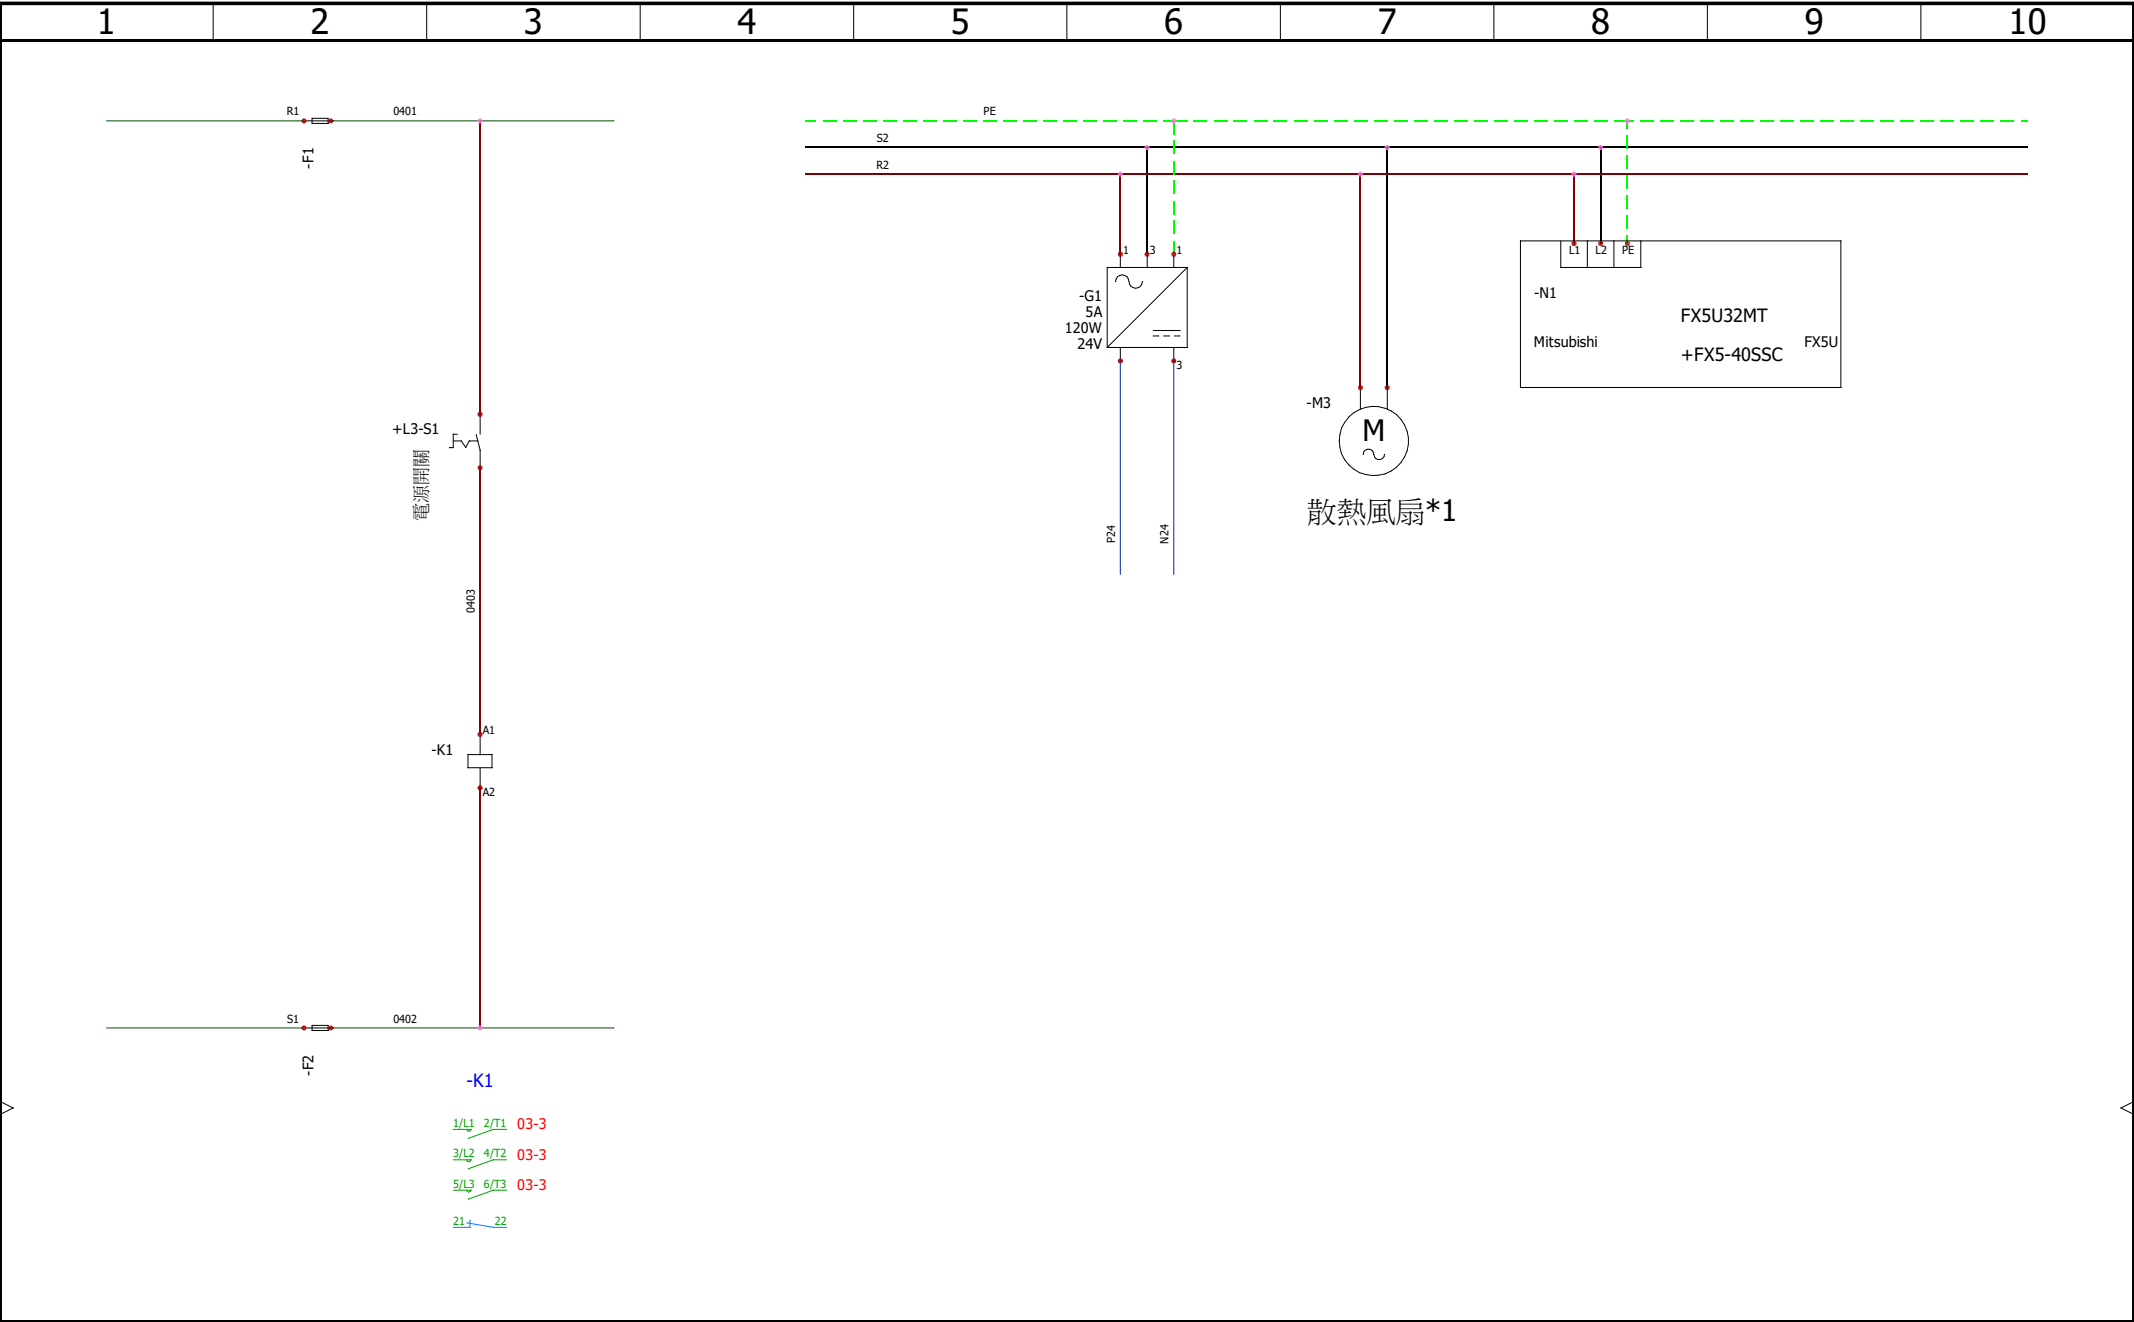 1 2 3 4 5 6 7 8 9 10
R1 0401
-F1
PE
S2
R2
1 3 1
-G1
5A
120W
24V
3
P24 N24
-M3
M
散熱風扇*1
L1 L2 PE
-N1
FX5U32MT
Mitsubishi
FX5U
+FX5-40SSC
+L3-S1
電源開關
0403
A1
-K1
A2
S1 0402
-F2
-K1
1/L1 2/T1 03-3
3/L2 4/T2 03-3
5/L3 6/T3 03-3
21 22